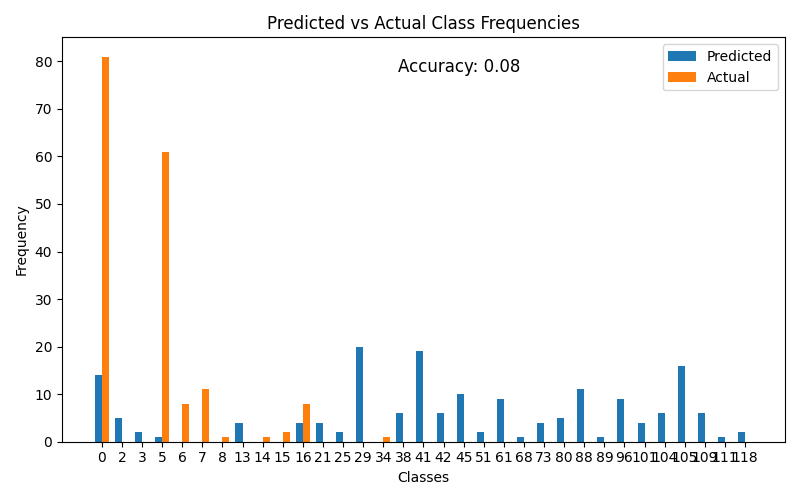 Predicted vs Actual Class Frequencies
Accuracy: 0.08
Predicted
Actual
80
70
60
50
40
30
20
10
0
Frequency
0 2 3 5 6 7 8 13 14 15 16 21 25 29 34 38 41 42 45 51 61 68 73 80 88 89 96 101 104 105 109 111 118
Classes